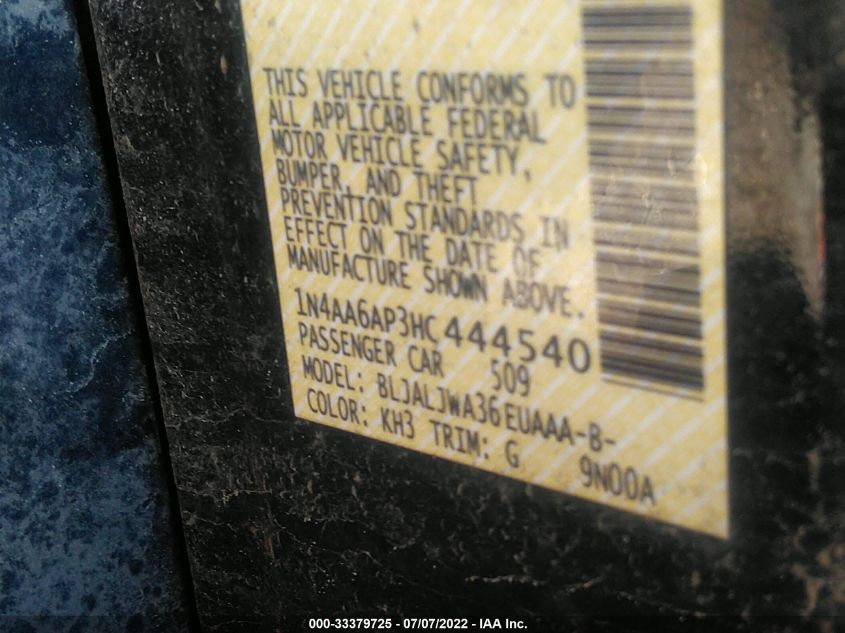 THIS VEHICLE CONFORMS TO
ALL APPLICABLE FEDERAL
MOTOR VEHICLE SAFETY,
BUMPER, AND THEFT
PREVENTION STANDARDS IN
EFFECT ON THE DATE OF
MANUFACTURE SHOWN ABOVE.
1N4AA6AP3HC444540
PASSENGER CAR 509
MODEL: BLJALJWA36EUAAA-B-
COLOR: KH3 TRIM: G 9N00A
000-33379725 - 07/07/2022 - IAA Inc.